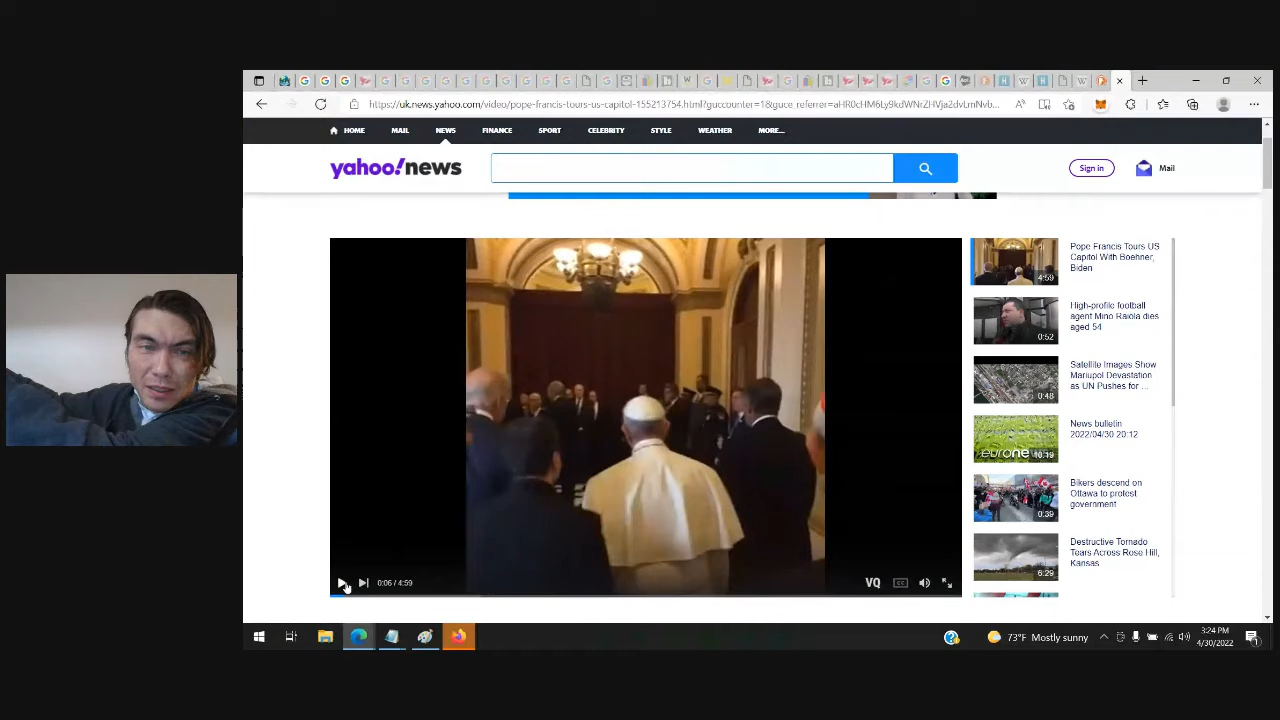 https://uk.news.yahoo.com/video/pope-francis-tours-us-capitol-155213754.html?guccounter=1&guce_referrer=aHR0cHM6Ly9kdWNrZHVja2dvLmNvb...
HOME MAIL NEWS FINANCE SPORT CELEBRITY STYLE WEATHER MORE...
yahoo!news
Sign in
Mail
Pope Francis Tours US
Capitol With Boehner,
Biden
4:59
High-profile football
agent Mino Raiola dies
aged 54
0:52
Satellite Images Show
Mariupol Devastation
as UN Pushes for ...
0:48
News bulletin
2022/04/30 20:12
euronews
10:19
Bikers descend on
Ottawa to protest
government
0:39
Destructive Tornado
Tears Across Rose Hill,
Kansas
6:29
0:06 / 4:59
VQ
CC
73°F Mostly sunny
3:24 PM
4/30/2022